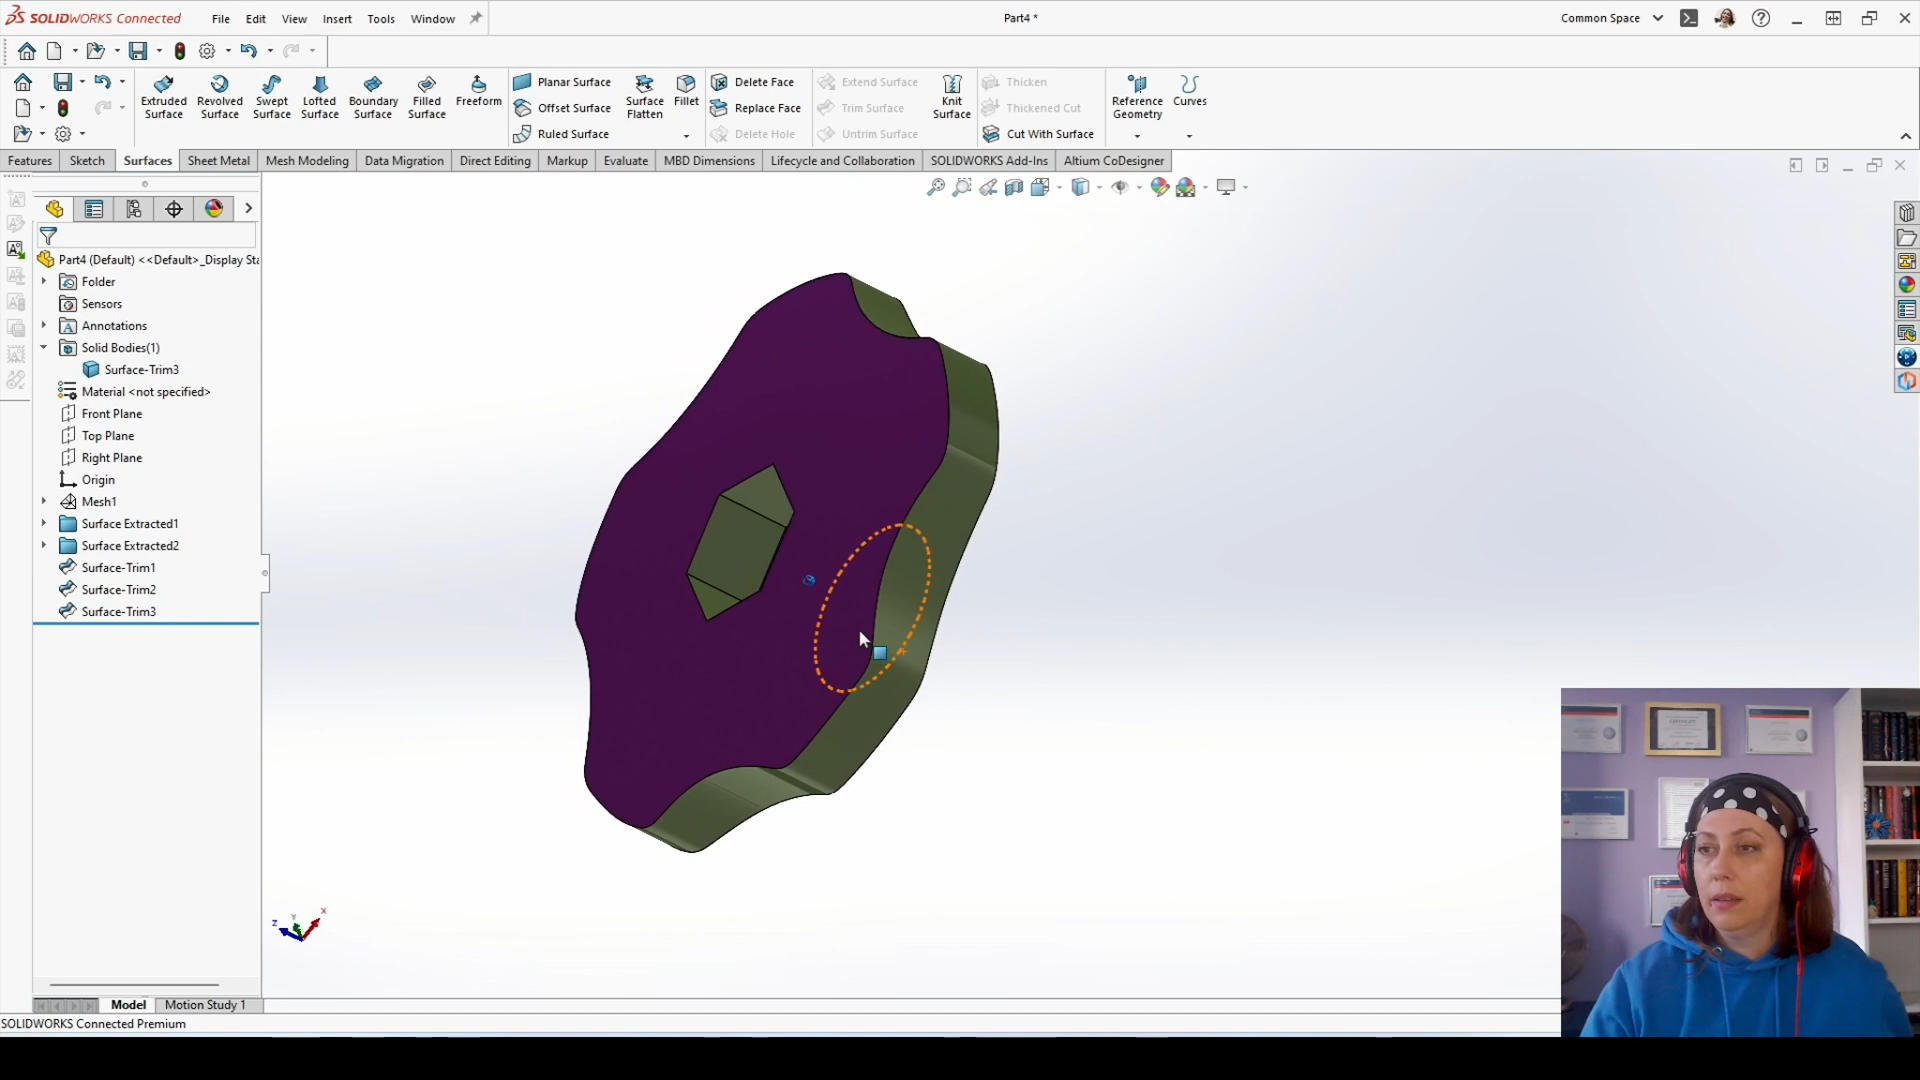 SOLIDWORKS Connected
File Edit View Insert Tools Window
Part4 *
Common Space
Extruded Surface
Revolved Surface
Swept Surface
Lofted Surface
Boundary Surface
Filled Surface
Freeform
Planar Surface
Offset Surface
Ruled Surface
Surface Flatten
Fillet
Delete Face
Replace Face
Delete Hole
Extend Surface
Trim Surface
Untrim Surface
Knit Surface
Thicken
Thickened Cut
Cut With Surface
Reference Geometry
Curves
Features Sketch Surfaces Sheet Metal Mesh Modeling Data Migration Direct Editing Markup Evaluate MBD Dimensions Lifecycle and Collaboration SOLIDWORKS Add-Ins Altium CoDesigner
Part4 (Default) <<Default>_Display Sta
Folder
Sensors
Annotations
Solid Bodies(1)
Surface-Trim3
Material <not specified>
Front Plane
Top Plane
Right Plane
Origin
Mesh1
Surface Extracted1
Surface Extracted2
Surface-Trim1
Surface-Trim2
Surface-Trim3
Z Y X
Model Motion Study 1
SOLIDWORKS Connected Premium